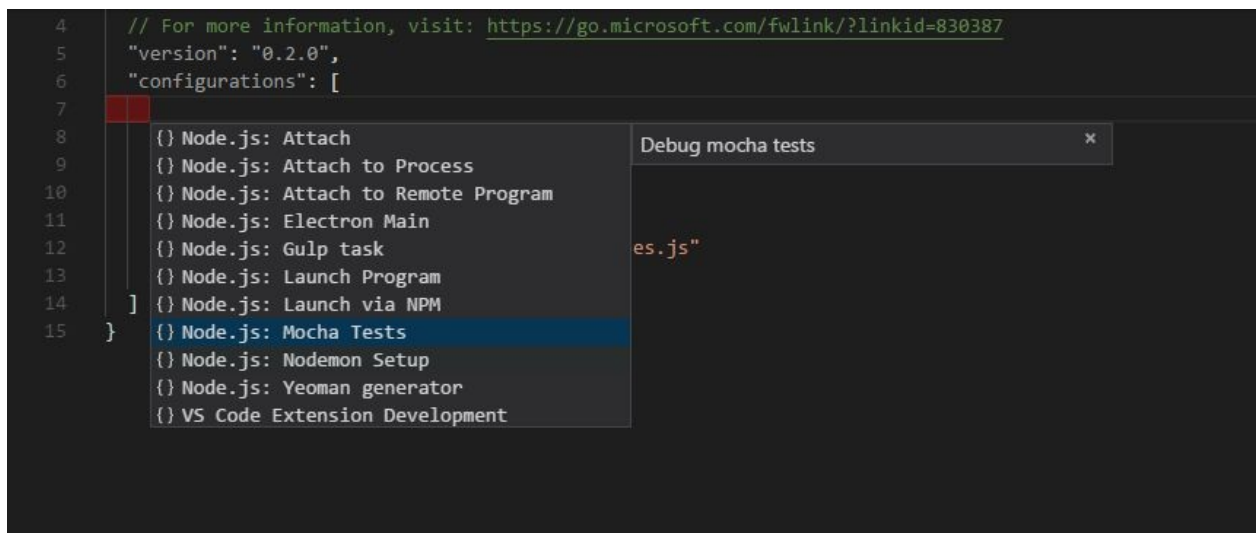 4 // For more information, visit: https://go.microsoft.com/fwlink/?linkid=830387
5 "version": "0.2.0",
6 "configurations": [
7
8 {} Node.js: Attach Debug mocha tests ×
9 {} Node.js: Attach to Process
10 {} Node.js: Attach to Remote Program
11 {} Node.js: Electron Main
12 {} Node.js: Gulp task es.js"
13 {} Node.js: Launch Program
14 ] {} Node.js: Launch via NPM
15 } {} Node.js: Mocha Tests
{} Node.js: Nodemon Setup
{} Node.js: Yeoman generator
{} VS Code Extension Development